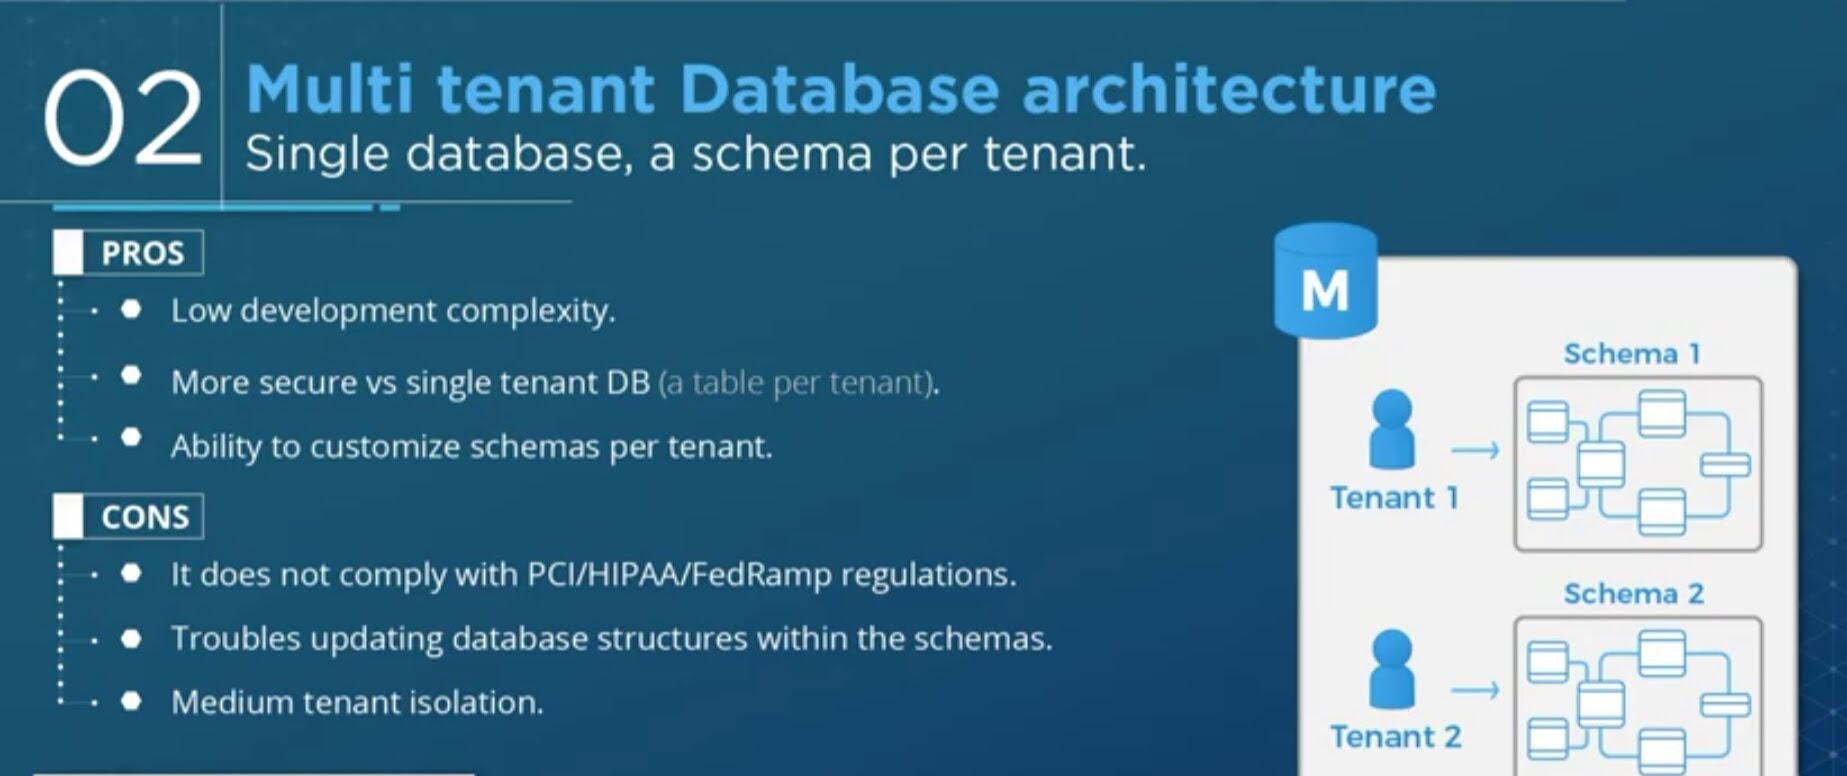 02
Multi tenant Database architecture
Single database, a schema per tenant.
PROS
Low development complexity.
More secure vs single tenant DB (a table per tenant).
Ability to customize schemas per tenant.
CONS
It does not comply with PCI/HIPAA/FedRamp regulations.
Troubles updating database structures within the schemas.
Medium tenant isolation.
M
Schema 1
Tenant 1
Schema 2
Tenant 2